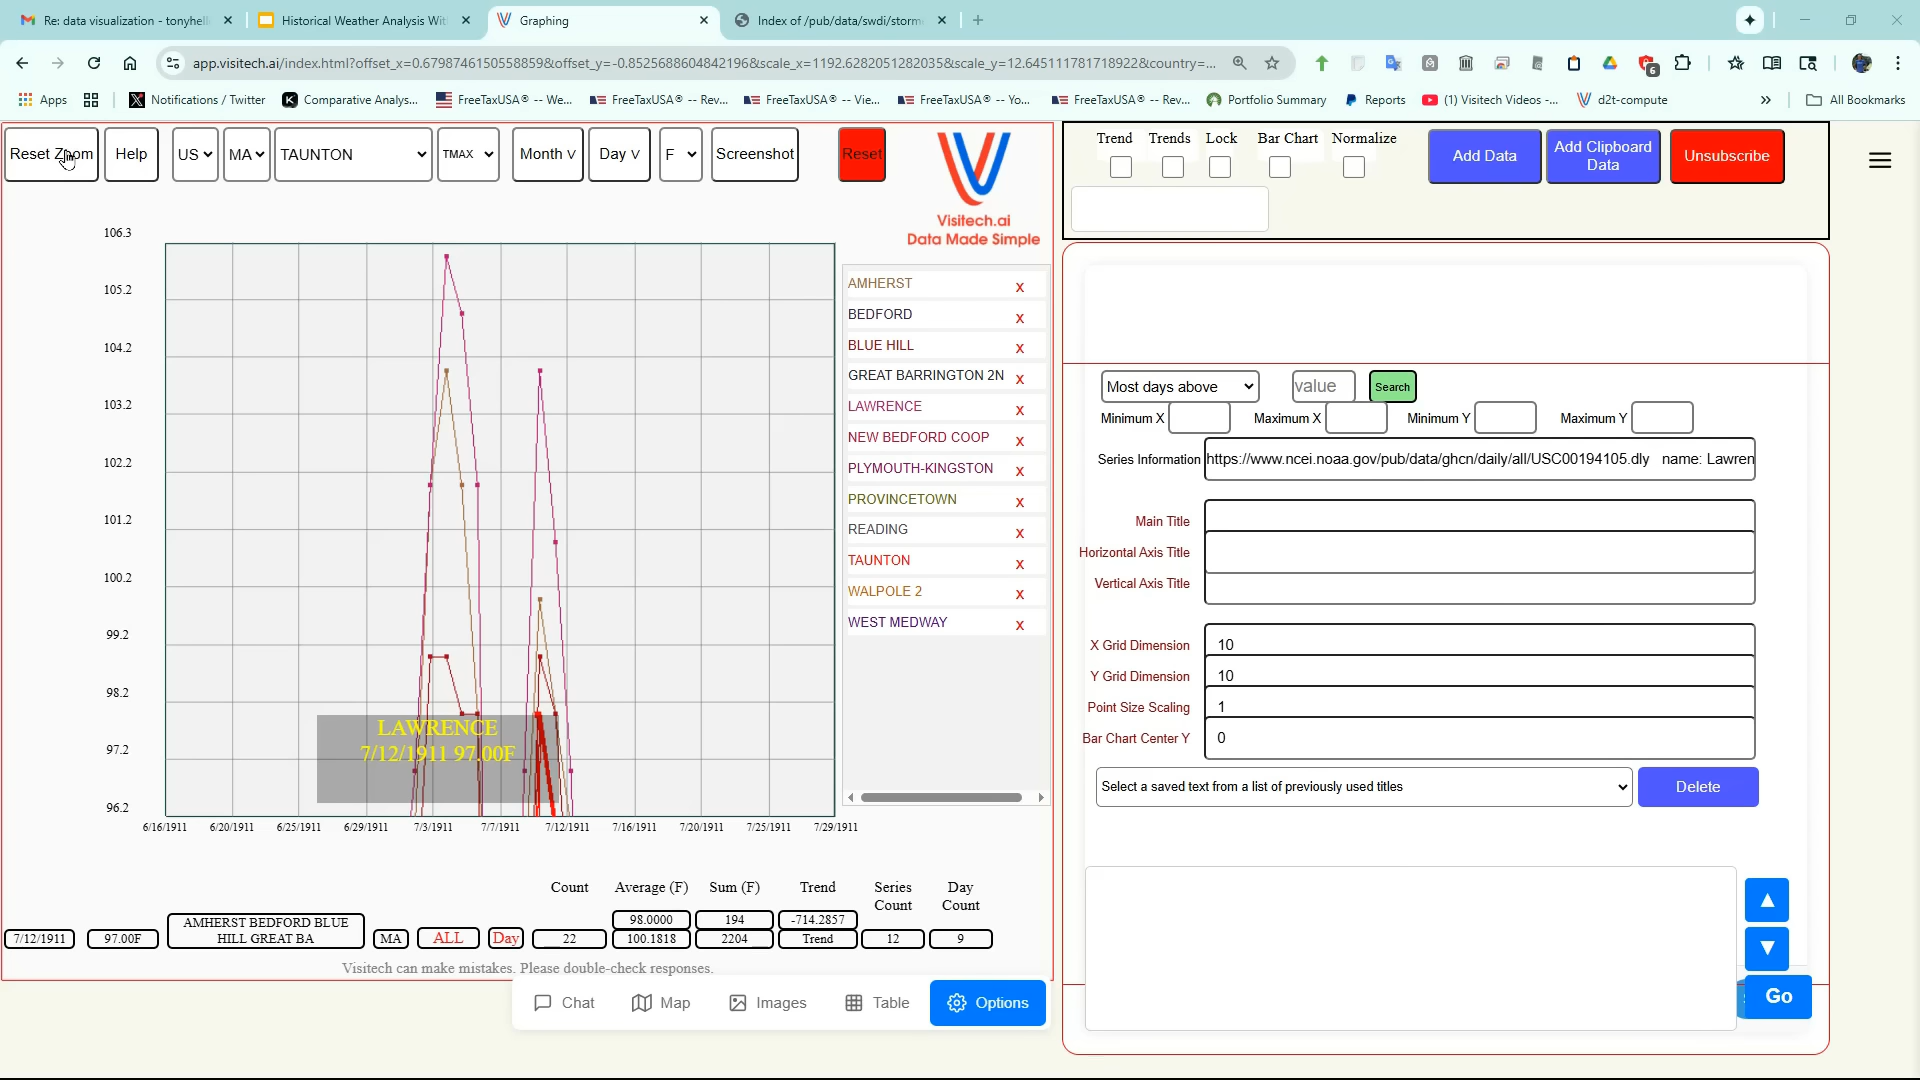 Re: data visualization - tonyhell
Historical Weather Analysis Wit
Graphing
Index of /pub/data/swdi/storm
app.visitech.ai/index.html?offset_x=0.6798746150558859&offset_y=-0.8525688604842196&scale_x=1192.6282051282035&scale_y=12.645111781718922&country=...
6
Apps
Notifications / Twitter
Comparative Analys...
FreeTaxUSA® -- We...
FreeTaxUSA® -- Rev...
FreeTaxUSA® -- Vie...
FreeTaxUSA® -- Yo...
FreeTaxUSA® -- Rev...
Portfolio Summary
Reports
(1) Visitech Videos -...
d2t-compute
»
All Bookmarks
Reset Zoom
Help
US
MA
TAUNTON
TMAX
Month V
Day V
F
Screenshot
Reset
Visitech.ai
Data Made Simple
Trend
Trends
Lock
Bar Chart
Normalize
Add Data
Add Clipboard
Data
Unsubscribe
106.3
105.2
104.2
103.2
102.2
101.2
100.2
99.2
98.2
97.2
96.2
LAWRENCE
7/12/1911 97.00F
6/16/1911
6/20/1911
6/25/1911
6/29/1911
7/3/1911
7/7/1911
7/12/1911
7/16/1911
7/20/1911
7/25/1911
7/29/1911
AMHERST x
BEDFORD x
BLUE HILL x
GREAT BARRINGTON 2N x
LAWRENCE x
NEW BEDFORD COOP x
PLYMOUTH-KINGSTON x
PROVINCETOWN x
READING x
TAUNTON x
WALPOLE 2 x
WEST MEDWAY x
Most days above
value
Search
Minimum X
Maximum X
Minimum Y
Maximum Y
Series Information
https://www.ncei.noaa.gov/pub/data/ghcn/daily/all/USC00194105.dly name: Lawren
Main Title
Horizontal Axis Title
Vertical Axis Title
X Grid Dimension 10
Y Grid Dimension 10
Point Size Scaling 1
Bar Chart Center Y 0
Select a saved text from a list of previously used titles
Delete
Count
Average (F)
Sum (F)
Trend
Series
Count
Day
Count
98.0000
194
-714.2857
7/12/1911
97.00F
AMHERST BEDFORD BLUE
HILL GREAT BA
MA
ALL
Day
22
100.1818
2204
Trend
12
9
Visitech can make mistakes. Please double-check responses.
Chat
Map
Images
Table
Options
▲
▼
Go